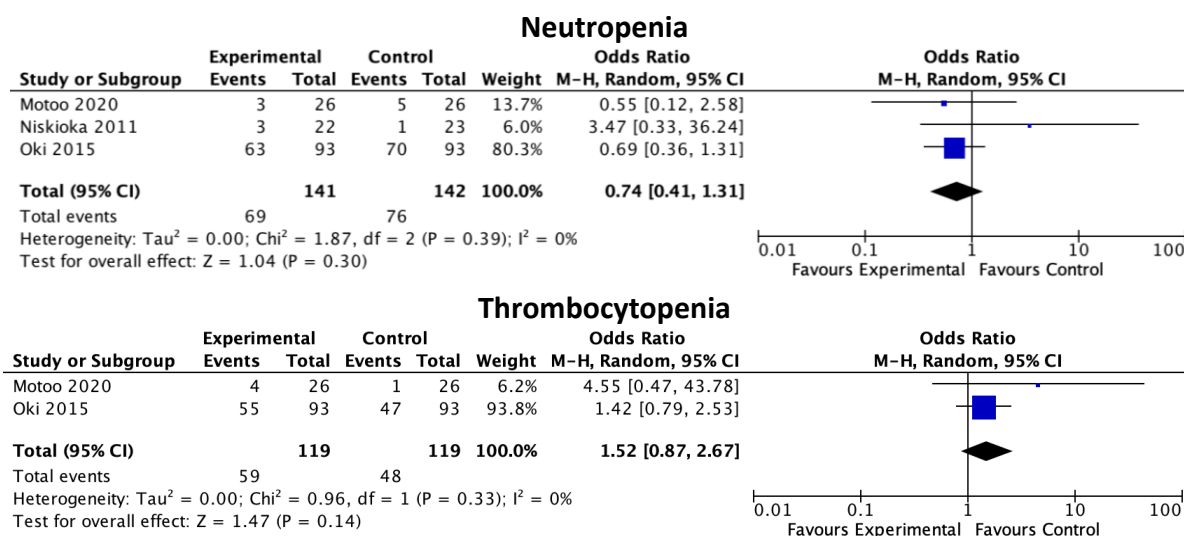 Neutropenia
Experimental Control Odds Ratio Odds Ratio
Study or Subgroup Events Total Events Total Weight M-H, Random, 95% CI M-H, Random, 95% CI
Motoo 2020 3 26 5 26 13.7% 0.55 [0.12, 2.58]
Niskioka 2011 3 22 1 23 6.0% 3.47 [0.33, 36.24]
Oki 2015 63 93 70 93 80.3% 0.69 [0.36, 1.31]
Total (95% CI) 141 142 100.0% 0.74 [0.41, 1.31]
Total events 69 76
Heterogeneity: Tau² = 0.00; Chi² = 1.87, df = 2 (P = 0.39); I² = 0%
Test for overall effect: Z = 1.04 (P = 0.30)
0.01 0.1 1 10 100
Favours Experimental Favours Control
Thrombocytopenia
Experimental Control Odds Ratio Odds Ratio
Study or Subgroup Events Total Events Total Weight M-H, Random, 95% CI M-H, Random, 95% CI
Motoo 2020 4 26 1 26 6.2% 4.55 [0.47, 43.78]
Oki 2015 55 93 47 93 93.8% 1.42 [0.79, 2.53]
Total (95% CI) 119 119 100.0% 1.52 [0.87, 2.67]
Total events 59 48
Heterogeneity: Tau² = 0.00; Chi² = 0.96, df = 1 (P = 0.33); I² = 0%
Test for overall effect: Z = 1.47 (P = 0.14)
0.01 0.1 1 10 100
Favours Experimental Favours Control